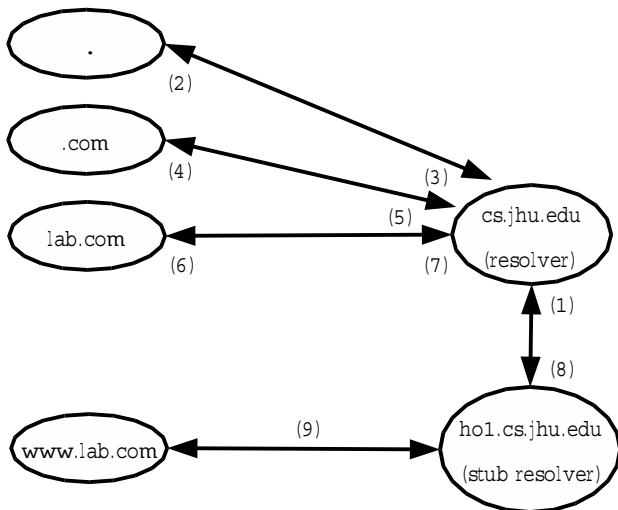 .
(2)
.com
(4)
(3)
lab.com
(5)
(6)
(7)
cs.jhu.edu
(resolver)
(1)
(8)
www.lab.com
(9)
ho1.cs.jhu.edu
(stub resolver)